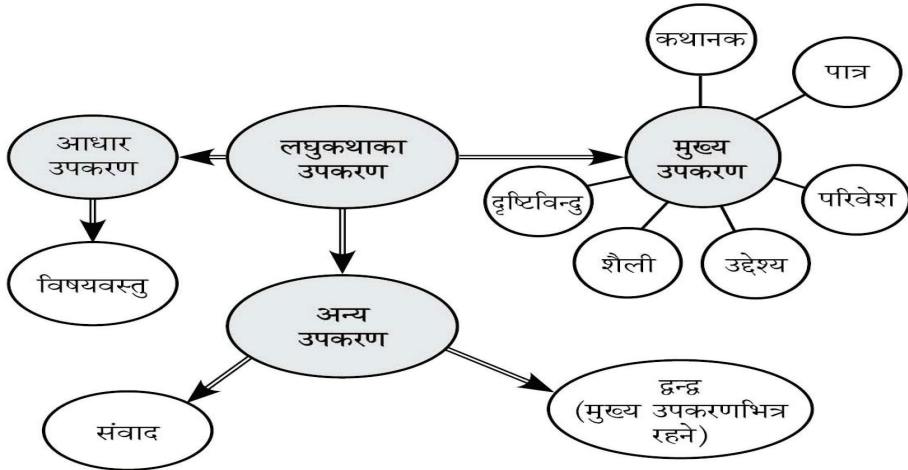 कथानक
पात्र
आधार
उपकरण
लघुकथाका
उपकरण
मुख्य
उपकरण
दृष्टिविन्दु
परिवेश
शैली
उद्देश्य
विषयवस्तु
अन्य
उपकरण
संवाद
द्वन्द्व
(मुख्य उपकरणभित्र
रहने)